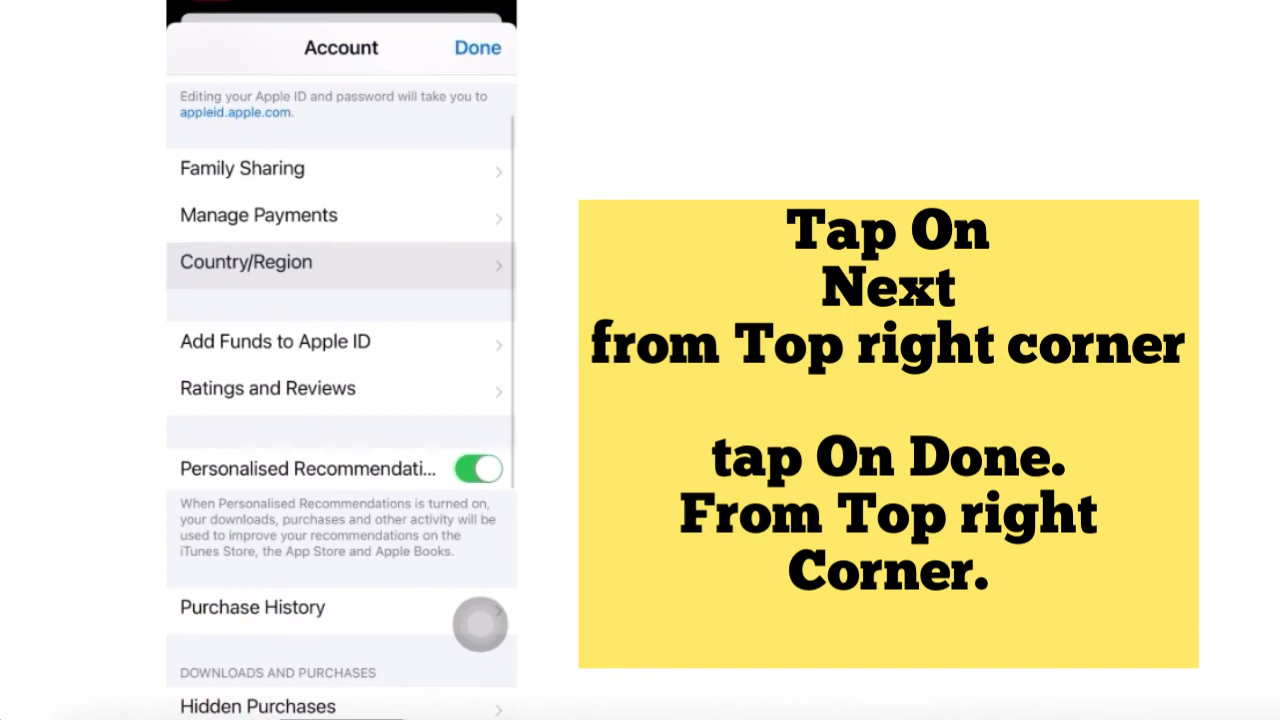 Account
Done
Editing your Apple ID and password will take you to
appleid.apple.com.
Family Sharing
Manage Payments
Country/Region
Add Funds to Apple ID
Ratings and Reviews
Personalised Recommendati...
When Personalised Recommendations is turned on,
your downloads, purchases and other activity will be
used to improve your recommendations on the
iTunes Store, the App Store and Apple Books.
Purchase History
DOWNLOADS AND PURCHASES
Hidden Purchases
Tap On
Next
from Top right corner
tap On Done.
From Top right
Corner.